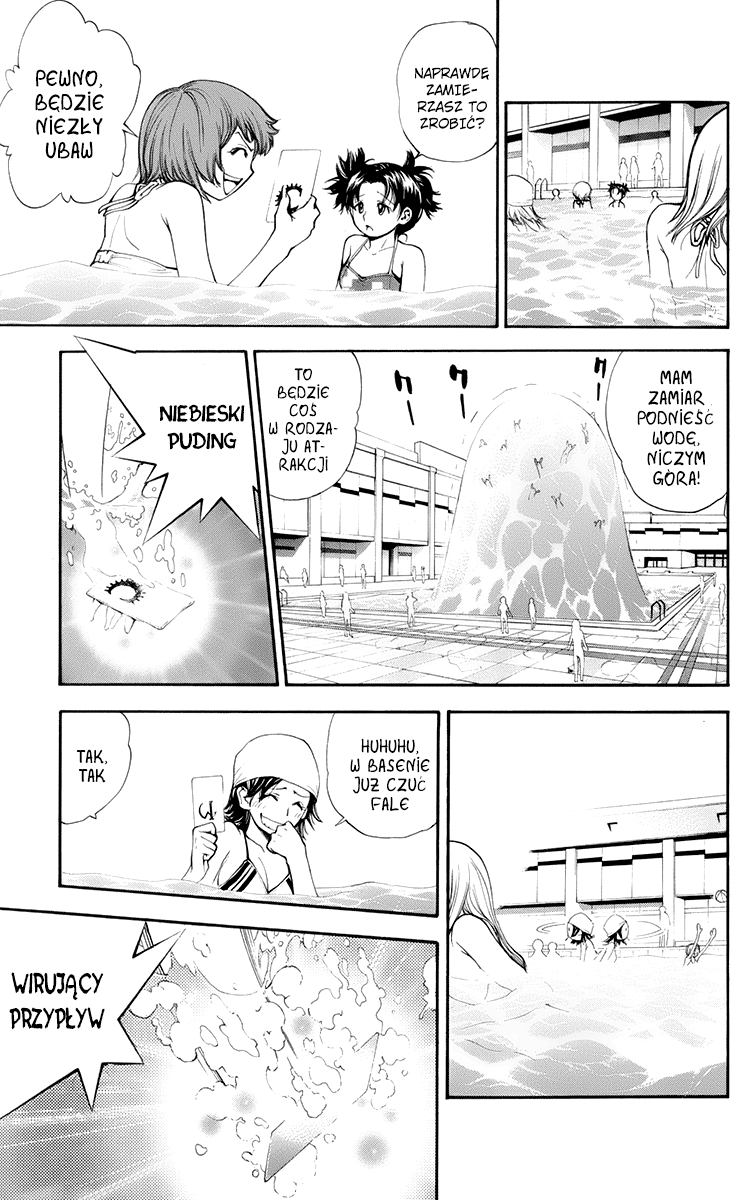 NAPRAWDĘ
ZAMIE-
RZASZ TO
ZROBIĆ?
PEWNO,
BĘDZIE
NIEZŁY
UBAW
MAM
ZAMIAR
PODNIEŚĆ
WODĘ,
NICZYM
GÓRA!
TO
BĘDZIE
COŚ
W RODZA-
JU AT-
RAKCJI
NIEBIESKI
PUDING
HUHUHU,
W BASENIE
JUŻ CZUĆ
FALE
TAK,
TAK
WIRUJĄCY
PRZYPŁYW